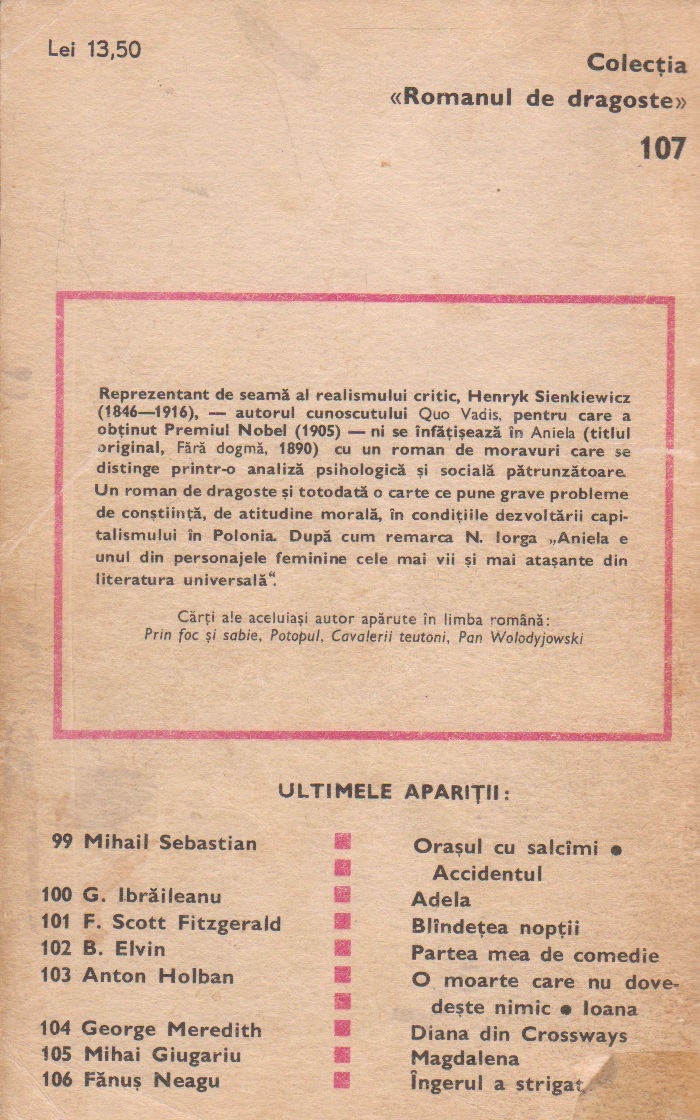 Lei 13,50
Colecția
«Romanul de dragoste»
107
Reprezentant de seamă al realismului critic, Henryk Sienkiewicz
(1846—1916), — autorul cunoscutului Quo Vadis, pentru care a
obținut Premiul Nobel (1905) — ni se înfățișează în Aniela (titlul
original, Fără dogmă, 1890) cu un roman de moravuri care se
distinge printr-o analiză psihologică și socială pătrunzătoare.
Un roman de dragoste și totodată o carte ce pune grave probleme
de conștiință, de atitudine morală, în condițiile dezvoltării capi-
talismului în Polonia. După cum remarca N. Iorga „Aniela e
unul din personajele feminine cele mai vii și mai atașante din
literatura universală“.
Cărți ale aceluiași autor apărute în limba română:
Prin foc și sabie, Potopul, Cavalerii teutoni, Pan Wolodyjowski
ULTIMELE APARIȚII:
99 Mihail Sebastian ■ Orașul cu salcîmi ●
■ Accidentul
100 G. Ibrăileanu ■ Adela
101 F. Scott Fitzgerald ■ Blîndețea nopții
102 B. Elvin ■ Partea mea de comedie
103 Anton Holban ■ O moarte care nu dove-
■ dește nimic ● Ioana
104 George Meredith ■ Diana din Crossways
105 Mihai Giugariu ■ Magdalena
106 Fănuș Neagu ■ Îngerul a strigat